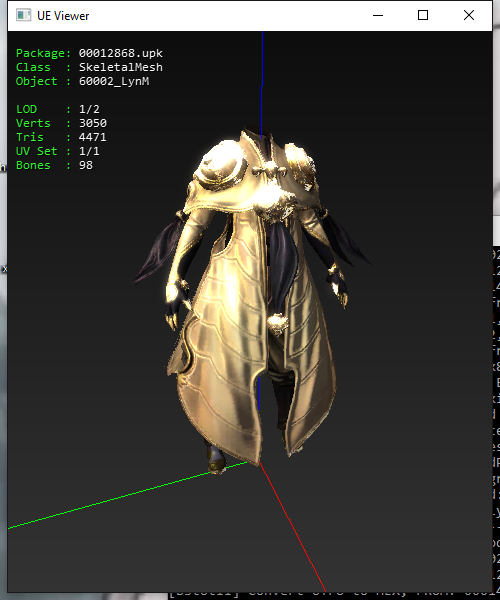 UE Viewer
Package: 00012868.upk
Class : SkeletalMesh
Object : 60002_LynM
LOD : 1/2
Verts : 3050
Tris : 4471
UV Set : 1/1
Bones : 98